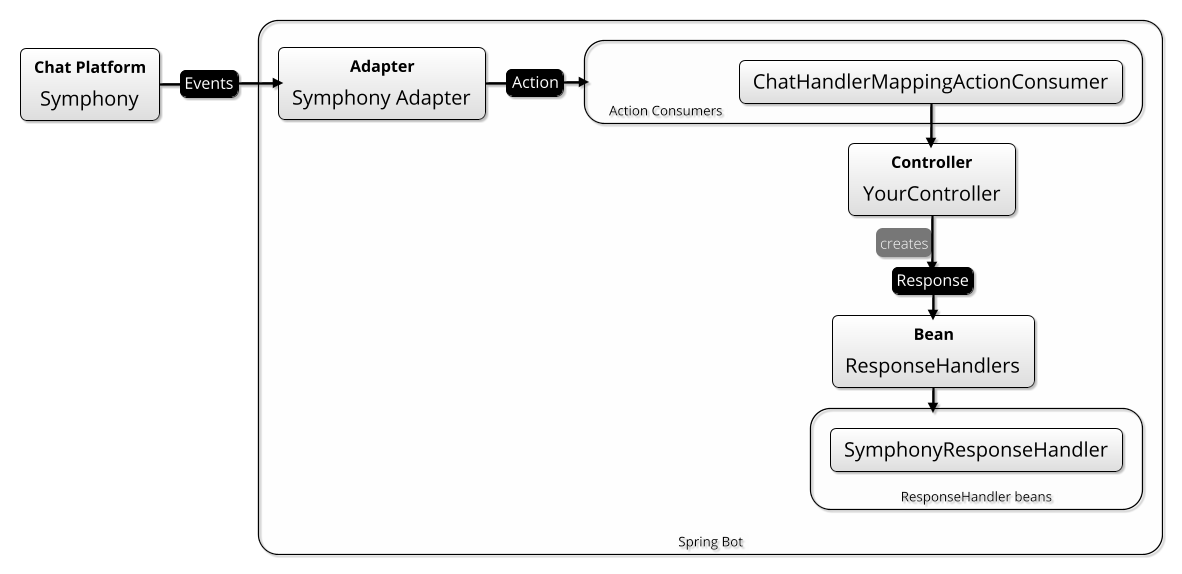 Chat Platform
Symphony
Events
Adapter
Symphony Adapter
Action
ChatHandlerMappingActionConsumer
Action Consumers
Controller
YourController
creates
Response
Bean
ResponseHandlers
SymphonyResponseHandler
ResponseHandler beans
Spring Bot